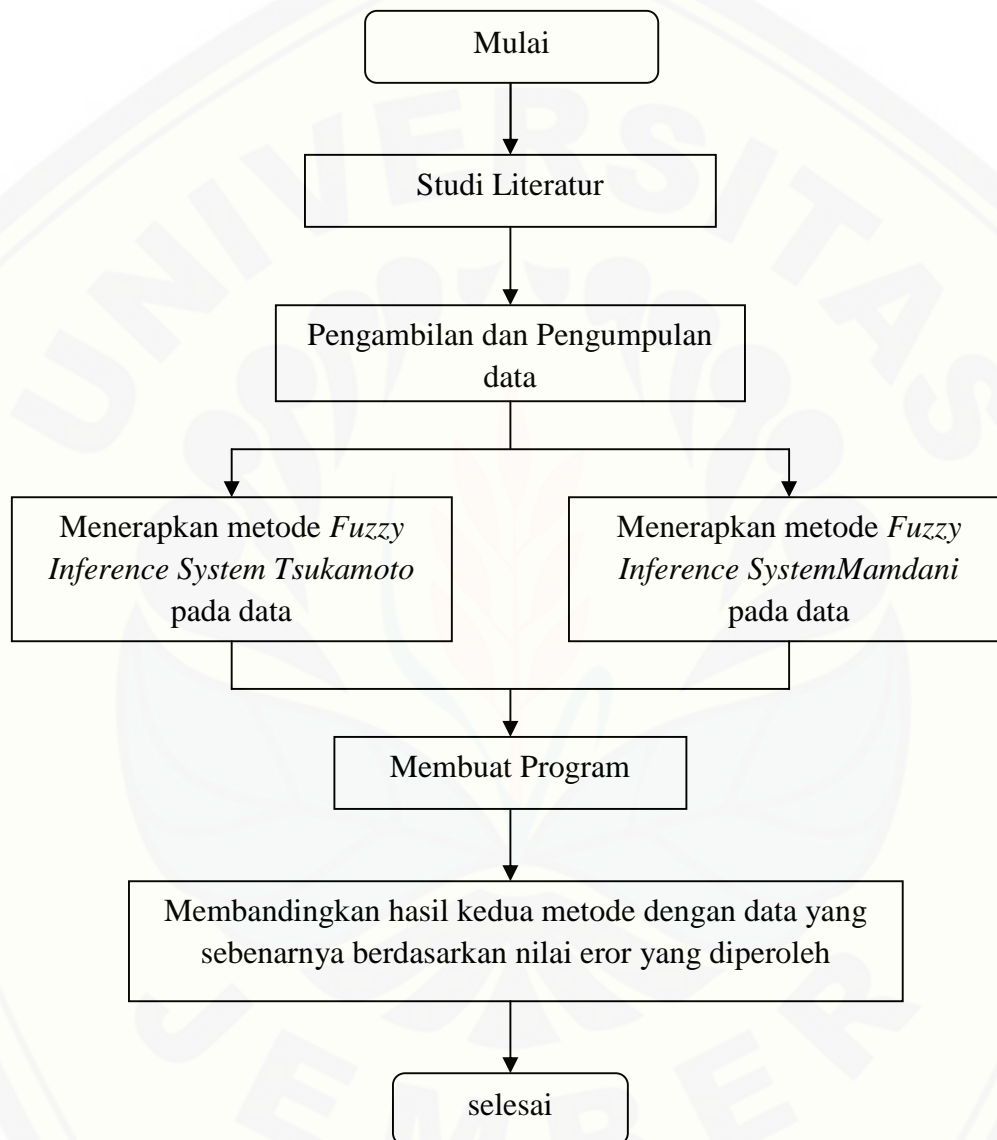 UNIVERSITAS
Mulai
Studi Literatur
Pengambilan dan Pengumpulan
data
Menerapkan metode Fuzzy
Inference System Tsukamoto
pada data
Menerapkan metode Fuzzy
Inference SystemMamdani
pada data
Membuat Program
Membandingkan hasil kedua metode dengan data yang
sebenarnya berdasarkan nilai eror yang diperoleh
selesai
JEMBER